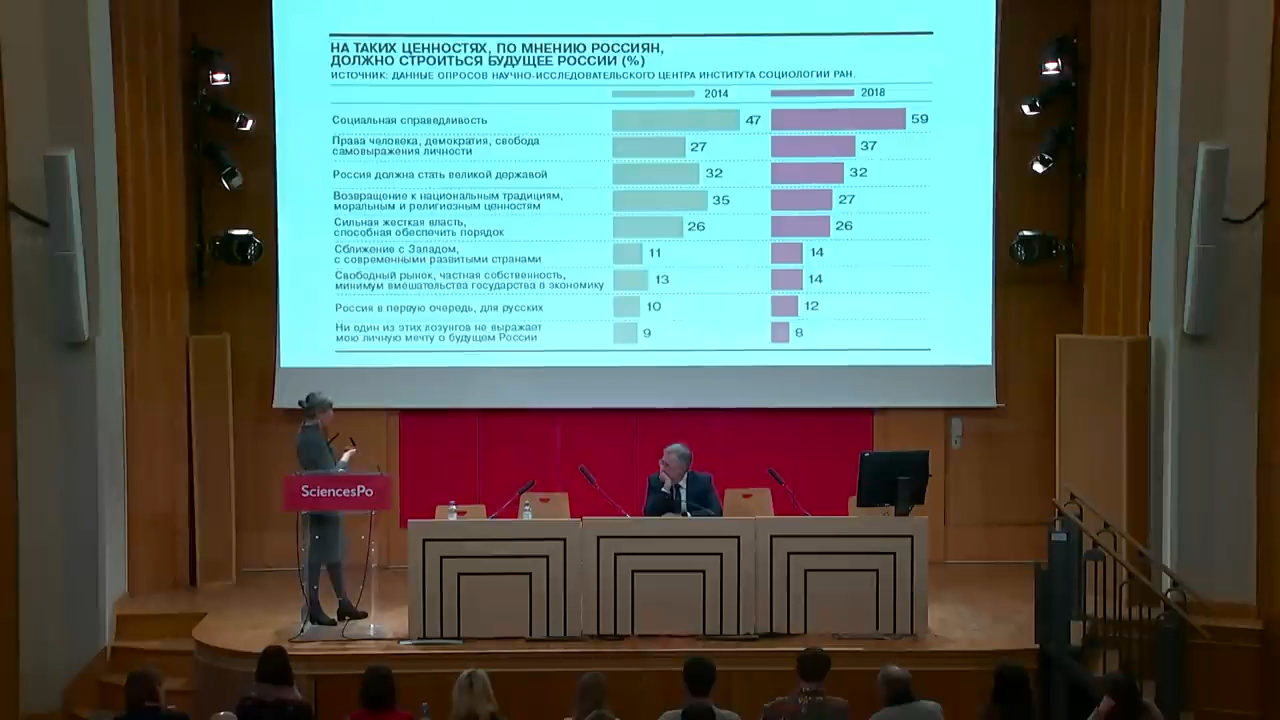 НА ТАКИХ ЦЕННОСТЯХ, ПО МНЕНИЮ РОССИЯН,
ДОЛЖНО СТРОИТЬСЯ БУДУЩЕЕ РОССИИ (%)
ИСТОЧНИК: ДАННЫЕ ОПРОСОВ НАУЧНО-ИССЛЕДОВАТЕЛЬСКОГО ЦЕНТРА ИНСТИТУТА СОЦИОЛОГИИ РАН.
2014 2018
Социальная справедливость 47 59
Права человека, демократия, свобода
самовыражения личности 27 37
Россия должна стать великой державой 32 32
Возвращение к национальным традициям,
моральным и религиозным ценностям 35 27
Сильная жесткая власть,
способная обеспечить порядок 26 26
Сближение с Западом,
с современными развитыми странами 11 14
Свободный рынок, частная собственность,
минимум вмешательства государства в экономику 13 14
Россия в первую очередь, для русских 10 12
Ни один из этих лозунгов не выражает
мою личную мечту о будущем России 9 8
SciencesPo